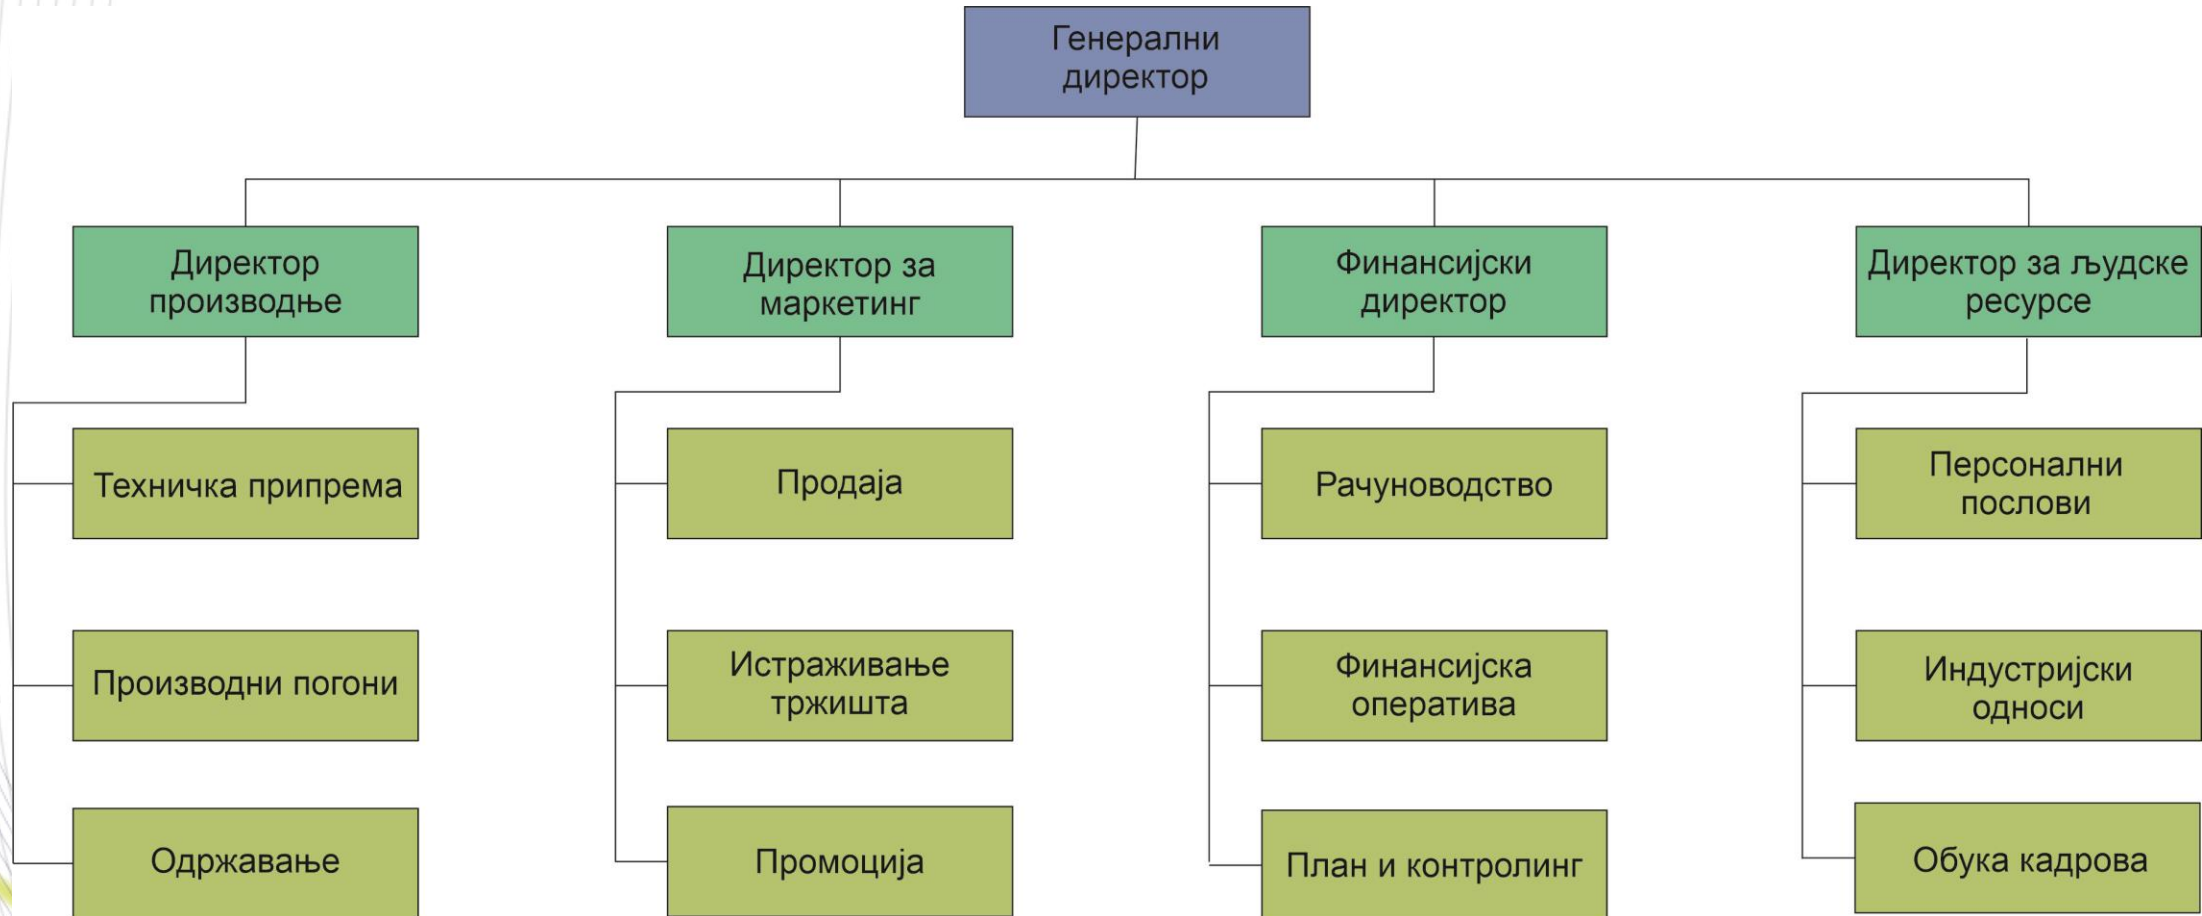 Генерални
директор
Директор
производње
Директор за
маркетинг
Финансијски
директор
Директор за људске
ресурсе
Техничка припрема
Продаја
Рачуноводство
Персонални
послови
Производни погони
Истраживање
тржишта
Финансијска
оператива
Индустријски
односи
Одржавање
Промоција
План и контролинг
Обука кадрова